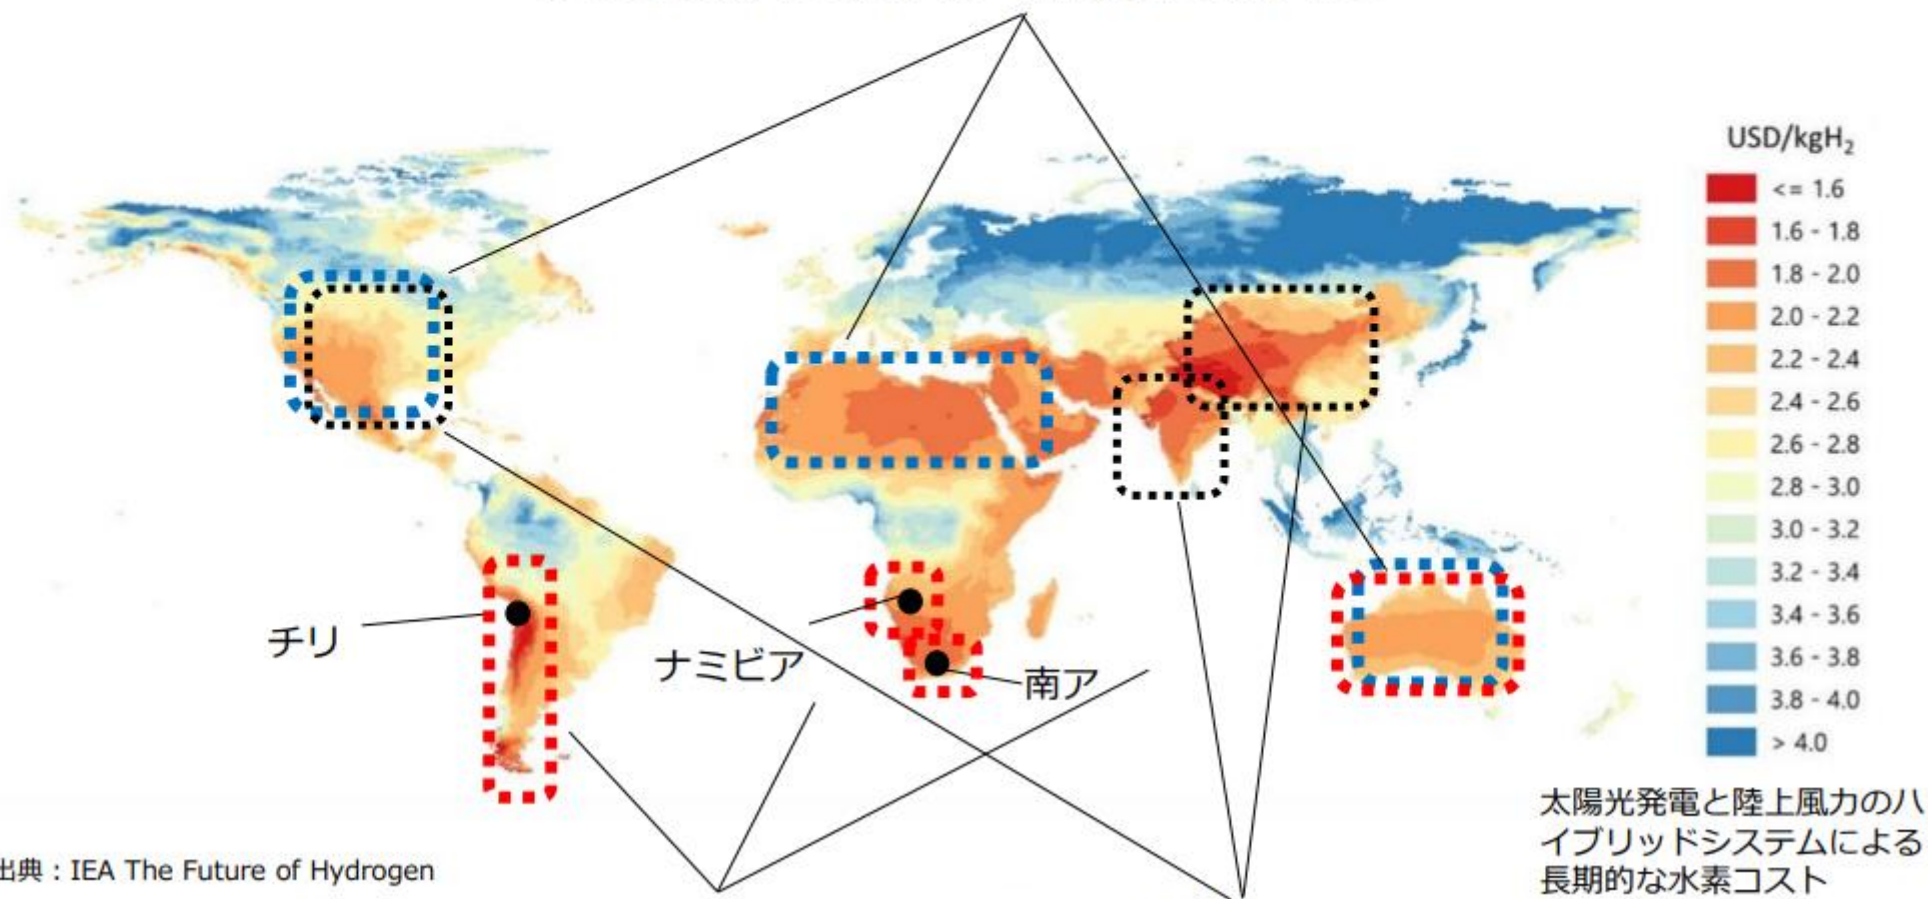 USD/kgH₂
<= 1.6
1.6 - 1.8
1.8 - 2.0
2.0 - 2.2
2.2 - 2.4
2.4 - 2.6
2.6 - 2.8
2.8 - 3.0
3.0 - 3.2
3.2 - 3.4
3.4 - 3.6
3.6 - 3.8
3.8 - 4.0
> 4.0
チリ
ナミビア
南ア
太陽光発電と陸上風力のハ
イブリッドシステムによる
長期的な水素コスト
出典：IEA The Future of Hydrogen